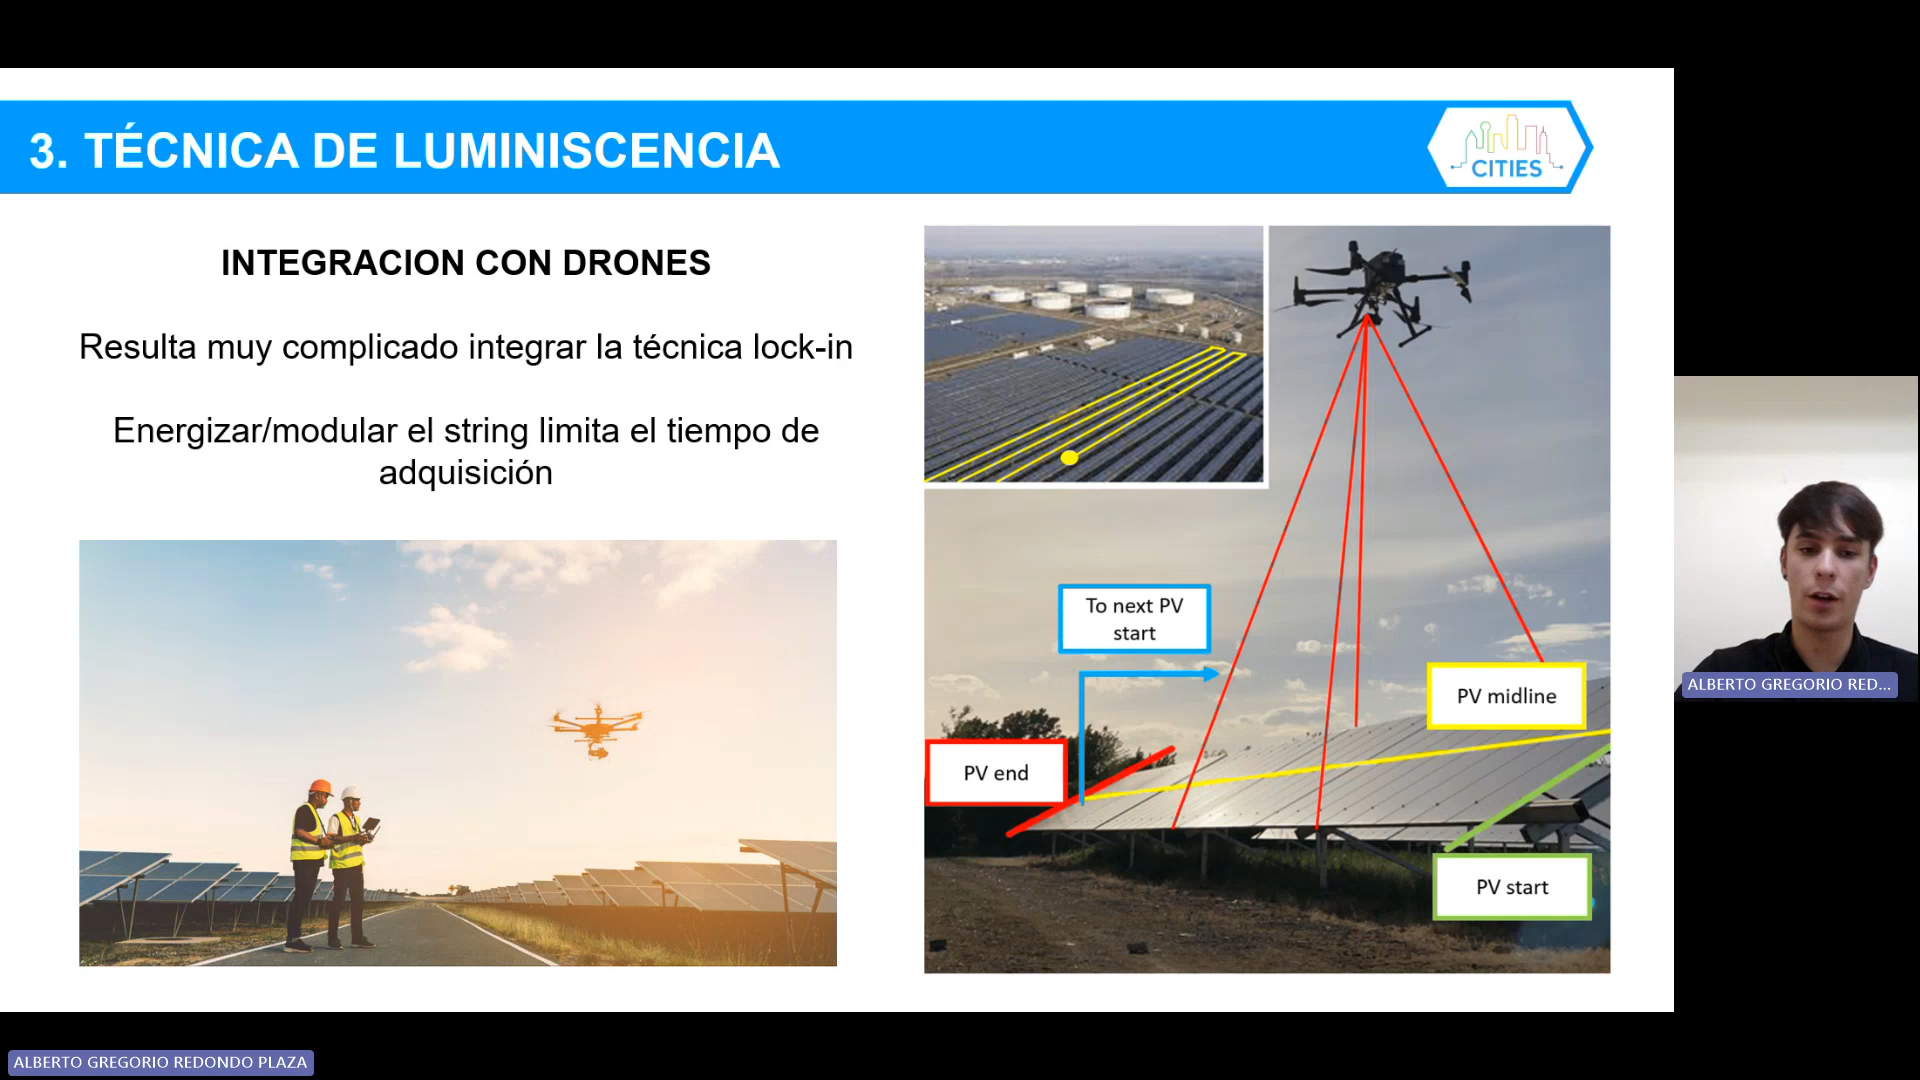 3. TÉCNICA DE LUMINISCENCIA
CITIES
INTEGRACION CON DRONES
Resulta muy complicado integrar la técnica lock-in
Energizar/modular el string limita el tiempo de
adquisición
To next PV
start
PV midline
PV end
PV start
ALBERTO GREGORIO RED...
ALBERTO GREGORIO REDONDO PLAZA